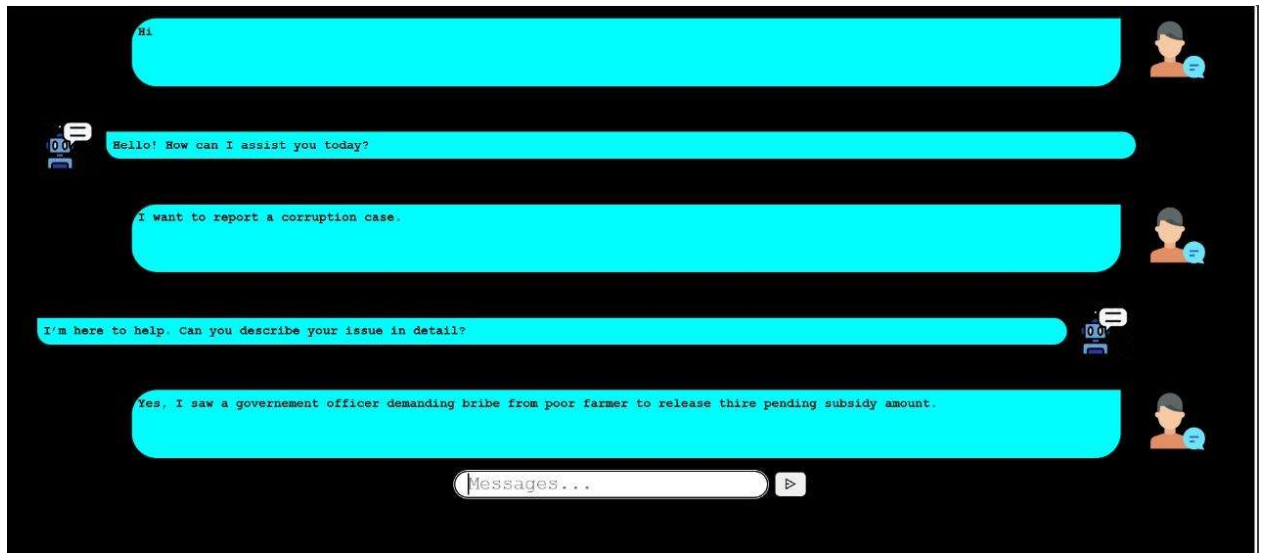 Hi
Hello! How can I assist you today?
I want to report a corruption case.
I'm here to help. Can you describe your issue in detail?
Yes, I saw a governement officer demanding bribe from poor farmer to release thire pending subsidy amount.
Messages...